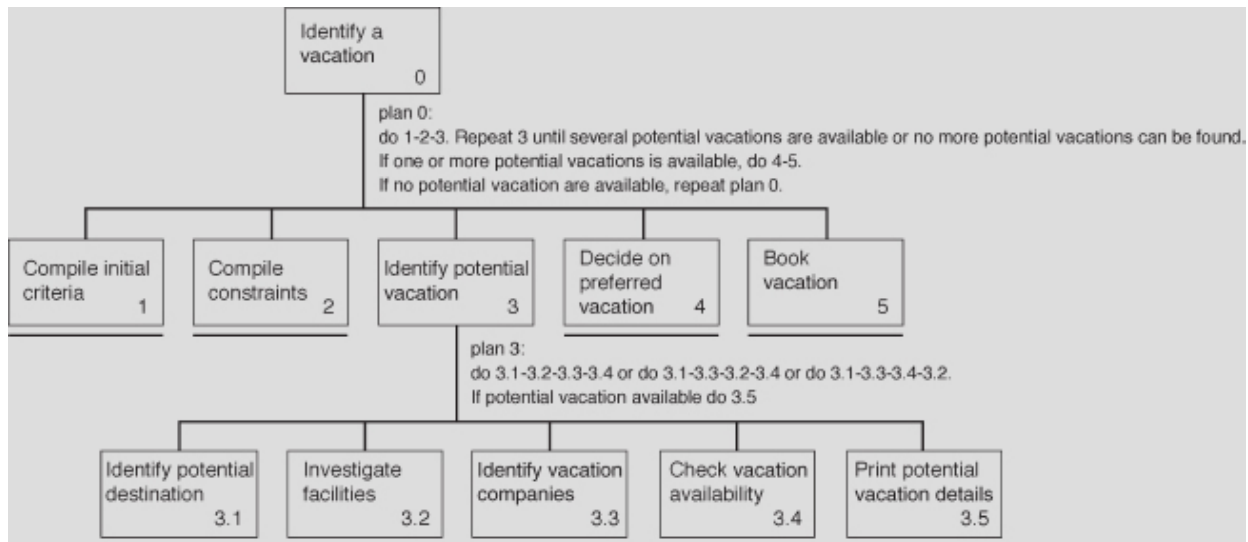 Identify a
vacation
0
plan 0:
do 1-2-3. Repeat 3 until several potential vacations are available or no more potential vacations can be found.
If one or more potential vacations is available, do 4-5.
If no potential vacation are available, repeat plan 0.
Compile initial
criteria
1
Compile
constraints
2
Identify potential
vacation
3
Decide on
preferred
vacation
4
Book
vacation
5
plan 3:
do 3.1-3.2-3.3-3.4 or do 3.1-3.3-3.2-3.4 or do 3.1-3.3-3.4-3.2.
If potential vacation available do 3.5
Identify potential
destination
3.1
Investigate
facilities
3.2
Identify vacation
companies
3.3
Check vacation
availability
3.4
Print potential
vacation details
3.5